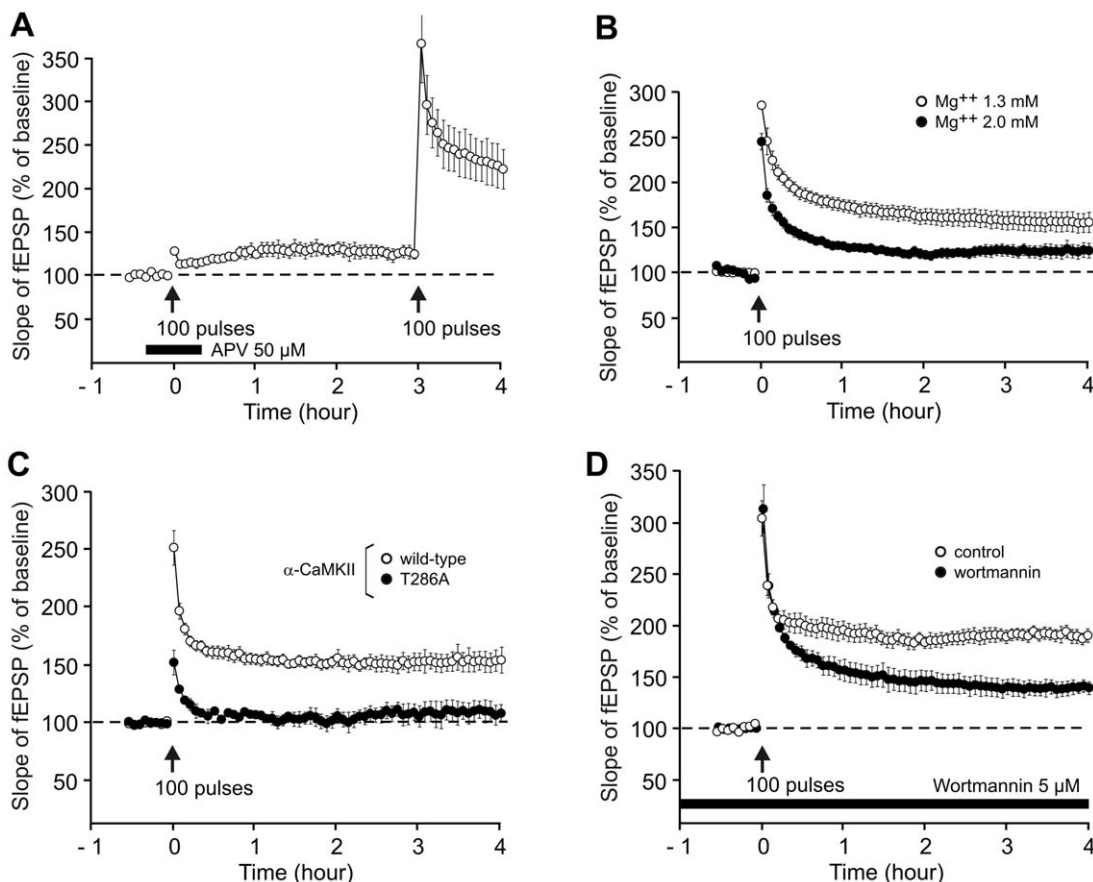 A
Slope of fEPSP (% of baseline)
350
300
250
200
150
100
50
100 pulses
100 pulses
APV 50 µM
- 1
0
1
2
3
4
Time (hour)
B
Slope of fEPSP (% of baseline)
300
250
200
150
100
50
Mg++ 1.3 mM
Mg++ 2.0 mM
100 pulses
- 1
0
1
2
3
4
Time (hour)
C
Slope of fEPSP (% of baseline)
300
250
200
150
100
50
α-CaMKII
wild-type
T286A
100 pulses
- 1
0
1
2
3
4
Time (hour)
D
Slope of fEPSP (% of baseline)
350
300
250
200
150
100
50
control
wortmannin
100 pulses
Wortmannin 5 µM
- 1
0
1
2
3
4
Time (hour)